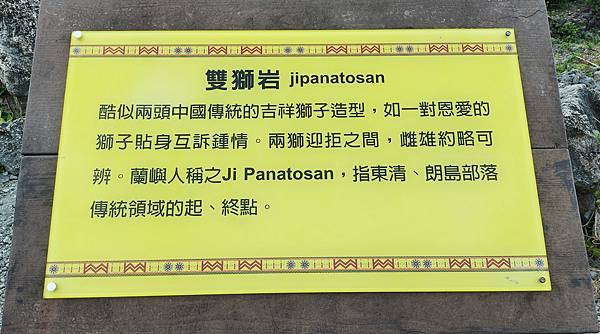 雙獅岩 jipanatosan
酷似兩頭中國傳統的吉祥獅子造型，如一對恩愛的
獅子貼身互訴鍾情。兩獅迎拒之間，雌雄約略可
辨。蘭嶼人稱之Ji Panatosan，指東清、朗島部落
傳統領域的起、終點。